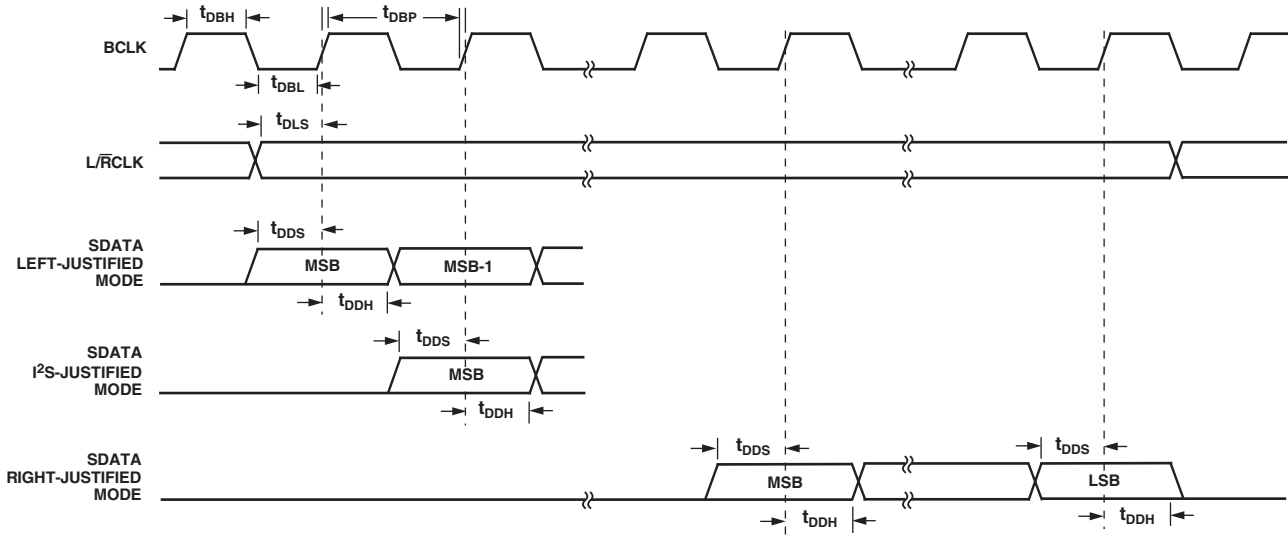 tDBH
tDBP
BCLK
tDBL
tDLS
L/R̅CLK
tDDS
SDATA
LEFT-JUSTIFIED
MODE
MSB
MSB-1
tDDH
SDATA
I²S-JUSTIFIED
MODE
tDDS
MSB
tDDH
SDATA
RIGHT-JUSTIFIED
MODE
tDDS
tDDS
MSB
LSB
tDDH
tDDH